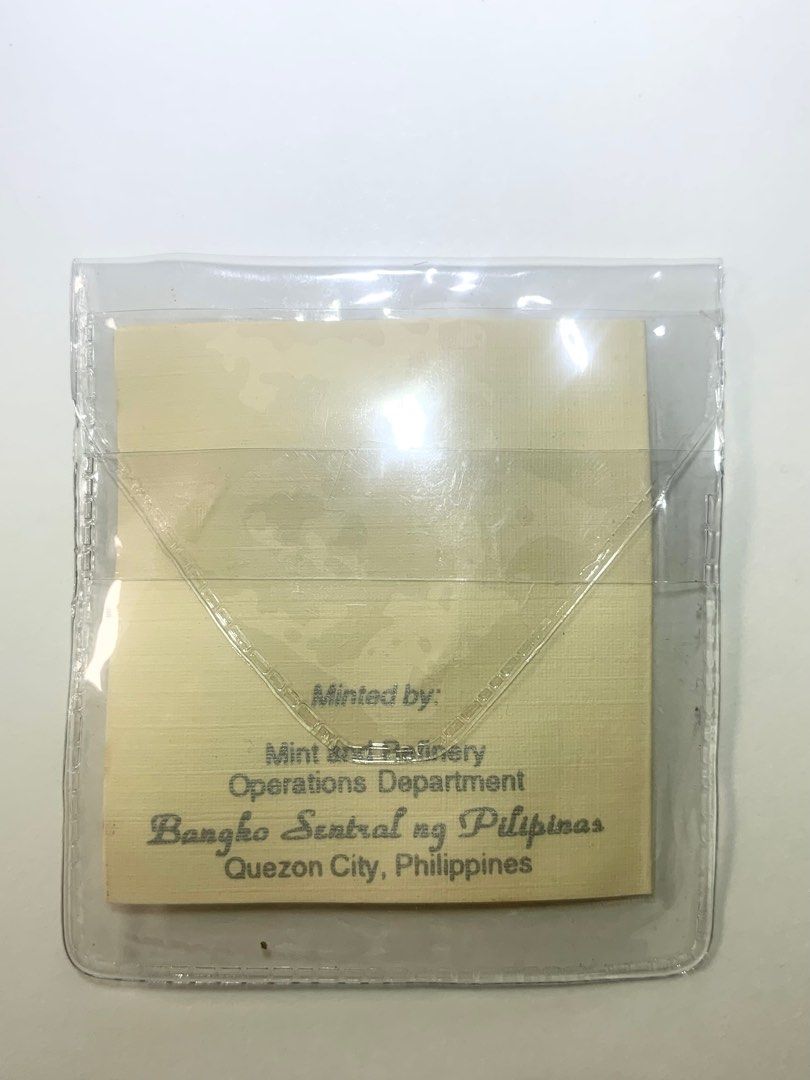 Minted by:
Mint and Refinery
Operations Department
Bangko Sentral ng Pilipinas
Quezon City, Philippines